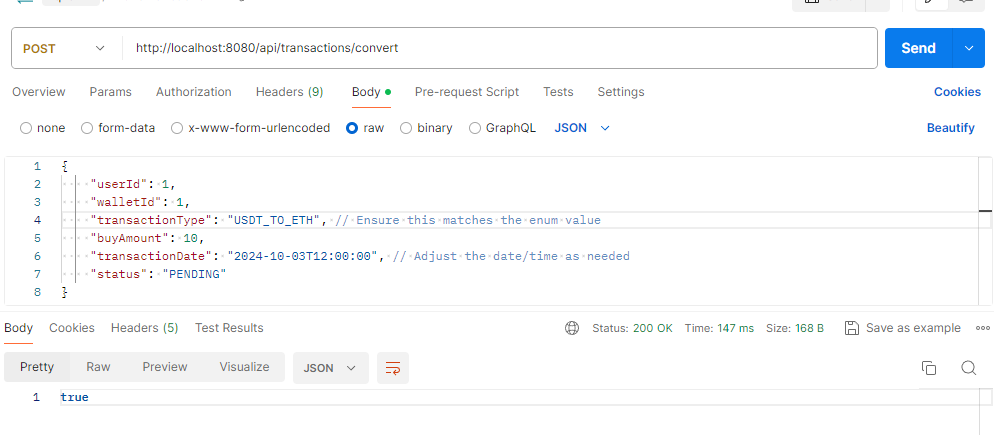 POST http://localhost:8080/api/transactions/convert Send
Overview Params Authorization Headers (9) Body Pre-request Script Tests Settings Cookies
none form-data x-www-form-urlencoded raw binary GraphQL JSON Beautify
1 {
2 "userId": 1,
3 "walletId": 1,
4 "transactionType": "USDT_TO_ETH", // Ensure this matches the enum value
5 "buyAmount": 10,
6 "transactionDate": "2024-10-03T12:00:00", // Adjust the date/time as needed
7 "status": "PENDING"
8 }
Body Cookies Headers (5) Test Results Status: 200 OK Time: 147 ms Size: 168 B Save as example
Pretty Raw Preview Visualize JSON
1 true